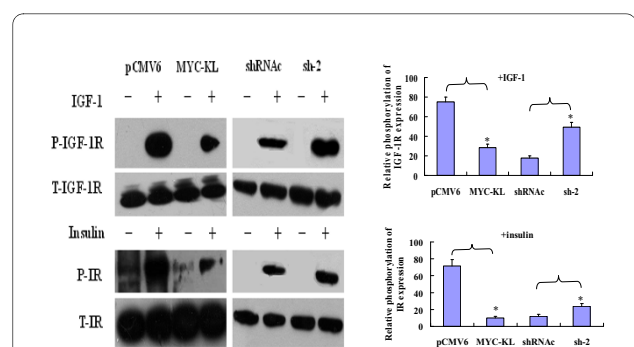 pCMV6 MYC-KL shRNAc sh-2
IGF-1 – + – + – + – +
P-IGF-1R
T-IGF-1R
Insulin – + – + – + – +
P-IR
T-IR
Relative phosphorylation of
IGF-1R expression
100
80
60
40
20
0
+IGF-1
*
*
pCMV6 MYC-KL shRNAc sh-2
Relative phosphorylation of
IR expression
100
80
60
40
20
0
+insulin
*
*
pCMV6 MYC-KL shRNAc sh-2